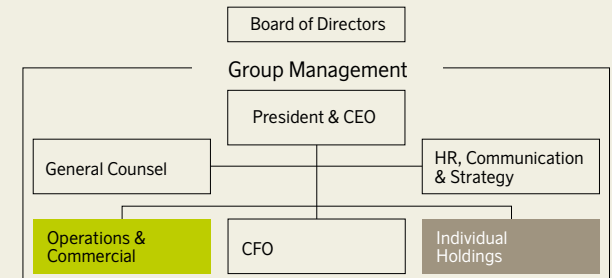 Board of Directors
Group Management
President & CEO
General Counsel
HR, Communication
& Strategy
Operations &
Commercial
CFO
Individual
Holdings